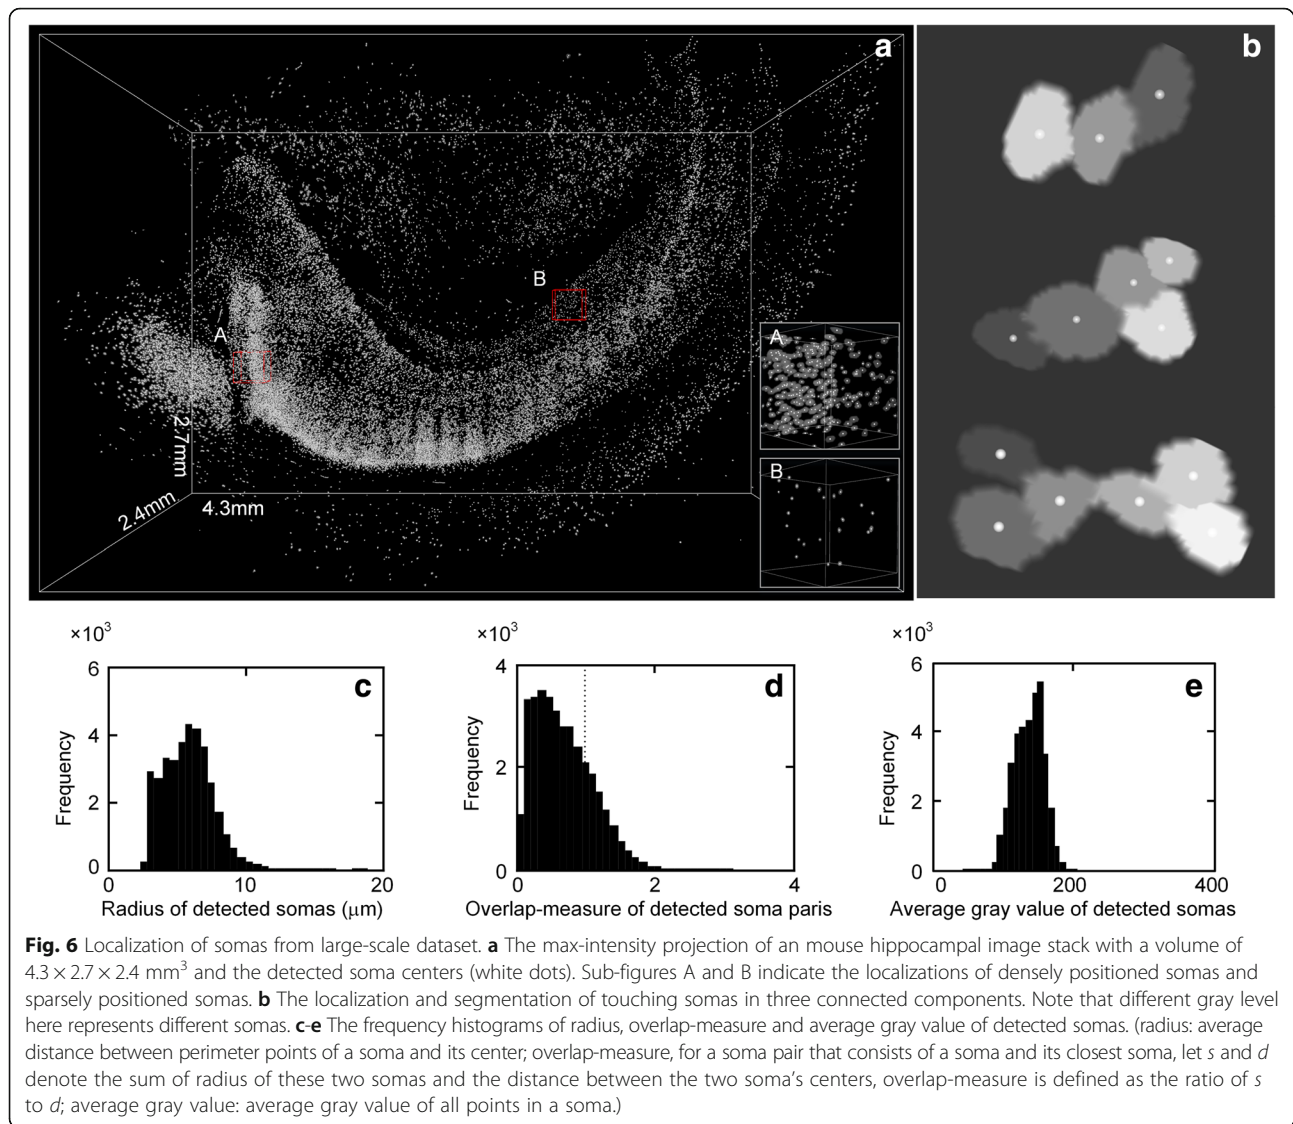 a
b
A
B
A
B
2.7mm
2.4mm
4.3mm
×10³
6
4
2
0
Frequency
c
0
10
20
Radius of detected somas (μm)
×10³
4
2
0
Frequency
d
0
2
4
Overlap-measure of detected soma paris
×10³
6
4
2
0
Frequency
e
0
200
400
Average gray value of detected somas
Fig. 6 Localization of somas from large-scale dataset. a The max-intensity projection of an mouse hippocampal image stack with a volume of
4.3 × 2.7 × 2.4 mm³ and the detected soma centers (white dots). Sub-figures A and B indicate the localizations of densely positioned somas and
sparsely positioned somas. b The localization and segmentation of touching somas in three connected components. Note that different gray level
here represents different somas. c-e The frequency histograms of radius, overlap-measure and average gray value of detected somas. (radius: average
distance between perimeter points of a soma and its center; overlap-measure, for a soma pair that consists of a soma and its closest soma, let s and d
denote the sum of radius of these two somas and the distance between the two soma's centers, overlap-measure is defined as the ratio of s
to d; average gray value: average gray value of all points in a soma.)